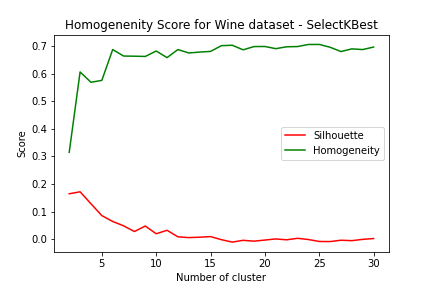 Homogenenity Score for Wine dataset - SelectKBest
0.7
0.6
0.5
0.4
0.3
0.2
0.1
0.0
Score
Silhouette
Homogeneity
5 10 15 20 25 30
Number of cluster